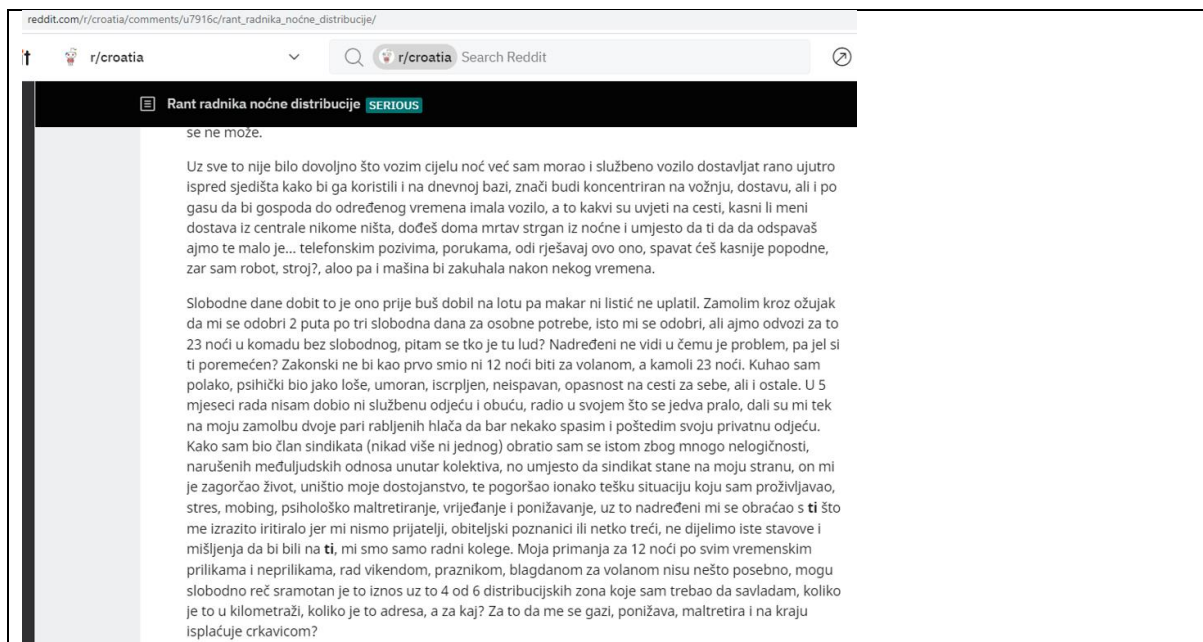 reddit.com/r/croatia/comments/u7916c/rant_radnika_noćne_distribucije/
r/croatia
r/croatia Search Reddit
Rant radnika noćne distribucije SERIOUS
se ne može.
Uz sve to nije bilo dovoljno što vozim cijelu noć već sam morao i službeno vozilo dostavljat rano ujutro
ispred sjedišta kako bi ga koristili i na dnevnoj bazi, znači budi koncentriran na vožnju, dostavu, ali i po
gasu da bi gospoda do određenog vremena imala vozilo, a to kakvi su uvjeti na cesti, kasni li meni
dostava iz centrale nikome ništa, dođeš doma mrtav strgan iz noćne i umjesto da ti da da odspavaš
ajmo te malo je... telefonskim pozivima, porukama, odi rješavaj ovo ono, spavat ćeš kasnije popodne,
zar sam robot, stroj?, aloo pa i mašina bi zakuhala nakon nekog vremena.
Slobodne dane dobit to je ono prije buš dobil na lotu pa makar ni listić ne uplatil. Zamolim kroz ožujak
da mi se odobri 2 puta po tri slobodna dana za osobne potrebe, isto mi se odobri, ali ajmo odvozi za to
23 noći u komadu bez slobodnog, pitam se tko je tu lud? Nadređeni ne vidi u čemu je problem, pa jel si
ti poremećen? Zakonski ne bi kao prvo smio ni 12 noći biti za volanom, a kamoli 23 noći. Kuhao sam
polako, psihički bio jako loše, umoran, iscrpljen, neispavan, opasnost na cesti za sebe, ali i ostale. U 5
mjeseci rada nisam dobio ni službenu odjeću i obuću, radio u svojem što se jedva pralo, dali su mi tek
na moju zamolbu dvoje pari rabljenih hlača da bar nekako spasim i poštedim svoju privatnu odjeću.
Kako sam bio član sindikata (nikad više ni jednog) obratio sam se istom zbog mnogo nelogičnosti,
narušenih međuljudskih odnosa unutar kolektiva, no umjesto da sindikat stane na moju stranu, on mi
je zagorčao život, uništio moje dostojanstvo, te pogoršao ionako tešku situaciju koju sam proživljavao,
stres, mobing, psihološko maltretiranje, vrijeđanje i ponižavanje, uz to nadređeni mi se obraćao s ti što
me izrazito iritiralo jer mi nismo prijatelji, obiteljski poznanici ili netko treći, ne dijelimo iste stavove i
mišljenja da bi bili na ti, mi smo samo radni kolege. Moja primanja za 12 noći po svim vremenskim
prilikama i neprilikama, rad vikendom, praznikom, blagdanom za volanom nisu nešto posebno, mogu
slobodno reč sramotan je to iznos uz to 4 od 6 distribucijskih zona koje sam trebao da savladam, koliko
je to u kilometraži, koliko je to adresa, a za kaj? Za to da me se gazi, ponižava, maltretira i na kraju
isplaćuje crkavicom?